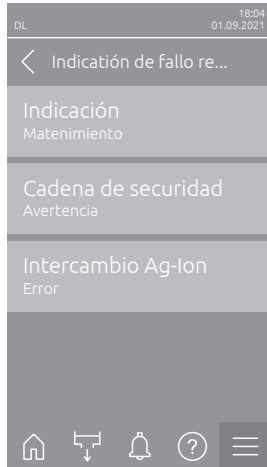 18:04
DL
01.09.2021
Indicatión de fallo re...
Indicación
Matenimiento
Cadena de securidad
Avertencia
Intercambio Ag-Ion
Error
?